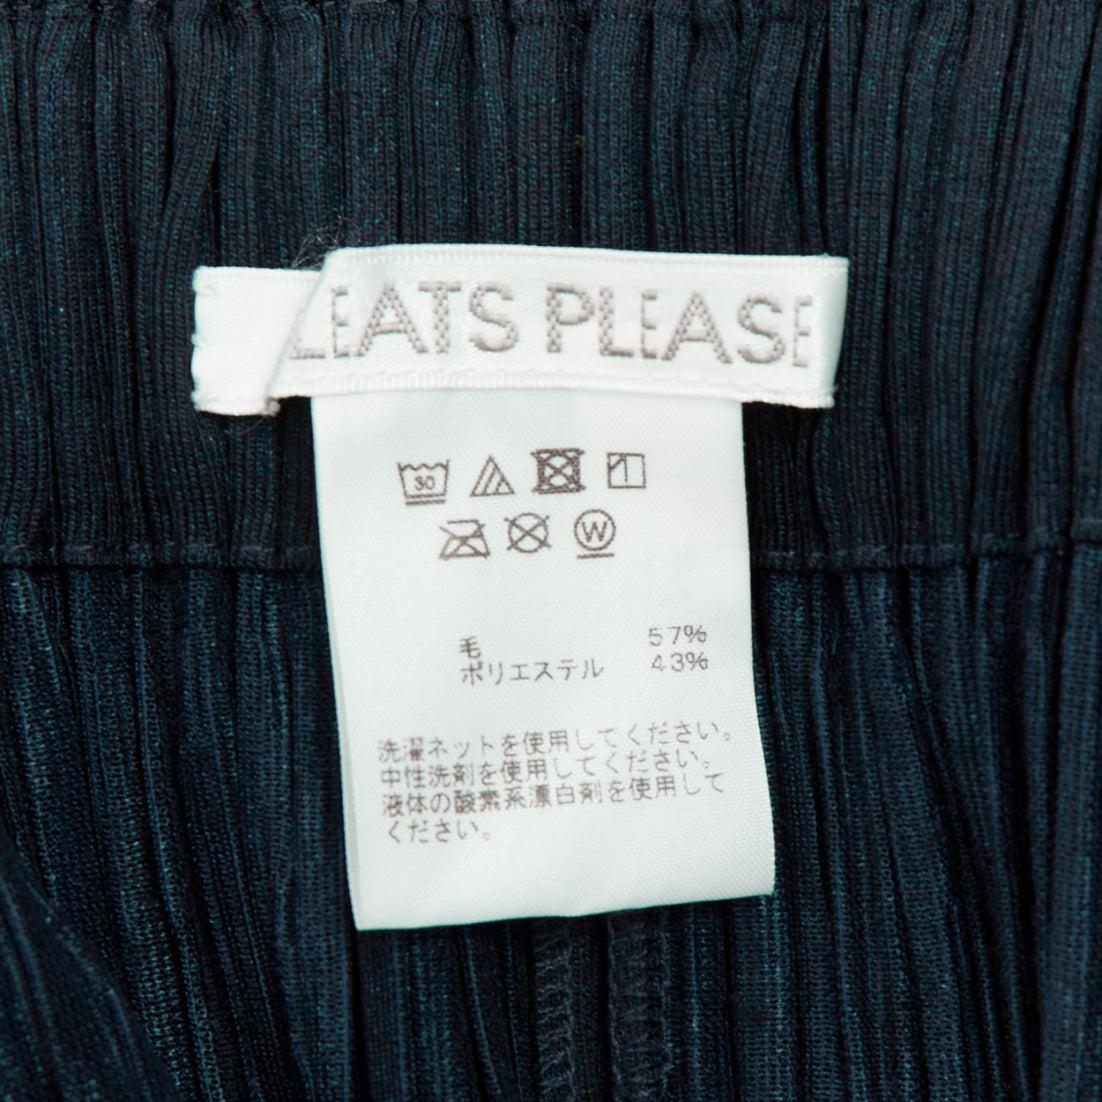 LEATS PLEASE
30
W
毛 57%
ポリエステル 43%
洗濯ネットを使用してください。
中性洗剤を使用してください。
液体の酸素系漂白剤を使用して
ください。